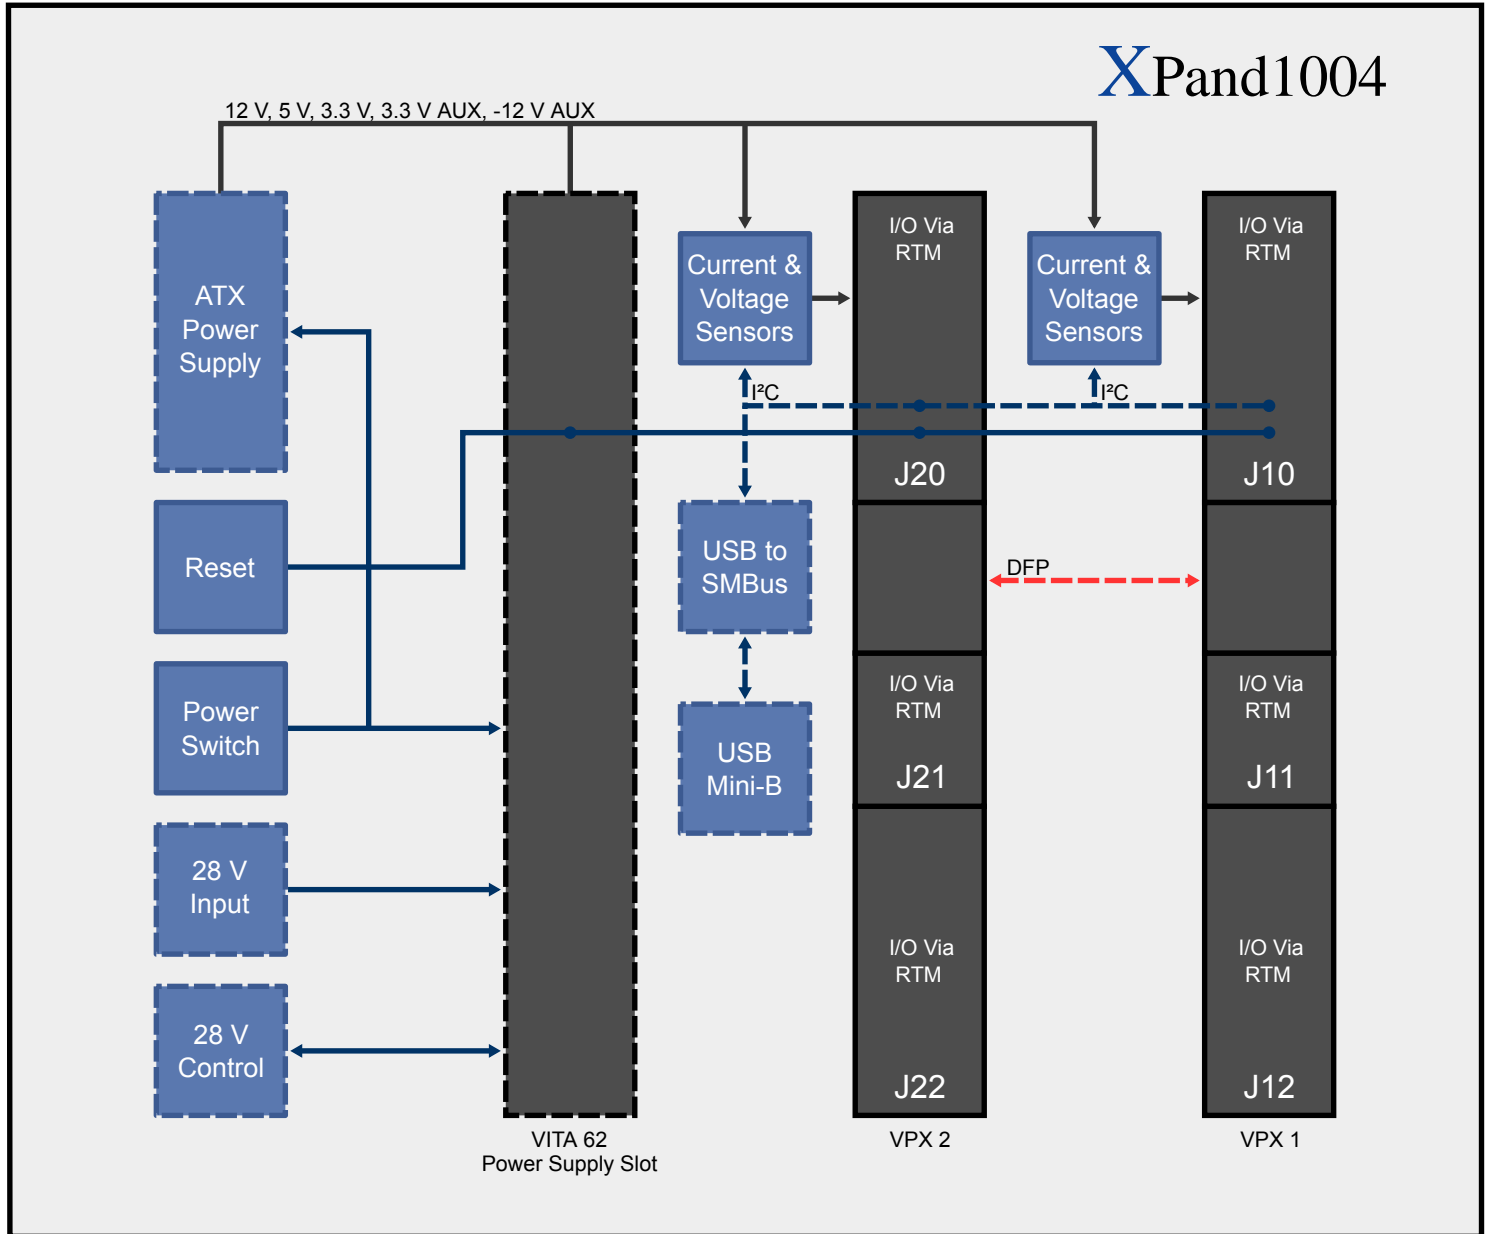 XPand1004
12 V, 5 V, 3.3 V, 3.3 V AUX, -12 V AUX
ATX
Power
Supply
Reset
Power
Switch
28 V
Input
28 V
Control
VITA 62
Power Supply Slot
Current &
Voltage
Sensors
I²C
USB to
SMBus
USB
Mini-B
I/O Via
RTM
J20
I/O Via
RTM
J21
I/O Via
RTM
J22
VPX 2
DFP
Current &
Voltage
Sensors
I²C
I/O Via
RTM
J10
I/O Via
RTM
J11
I/O Via
RTM
J12
VPX 1